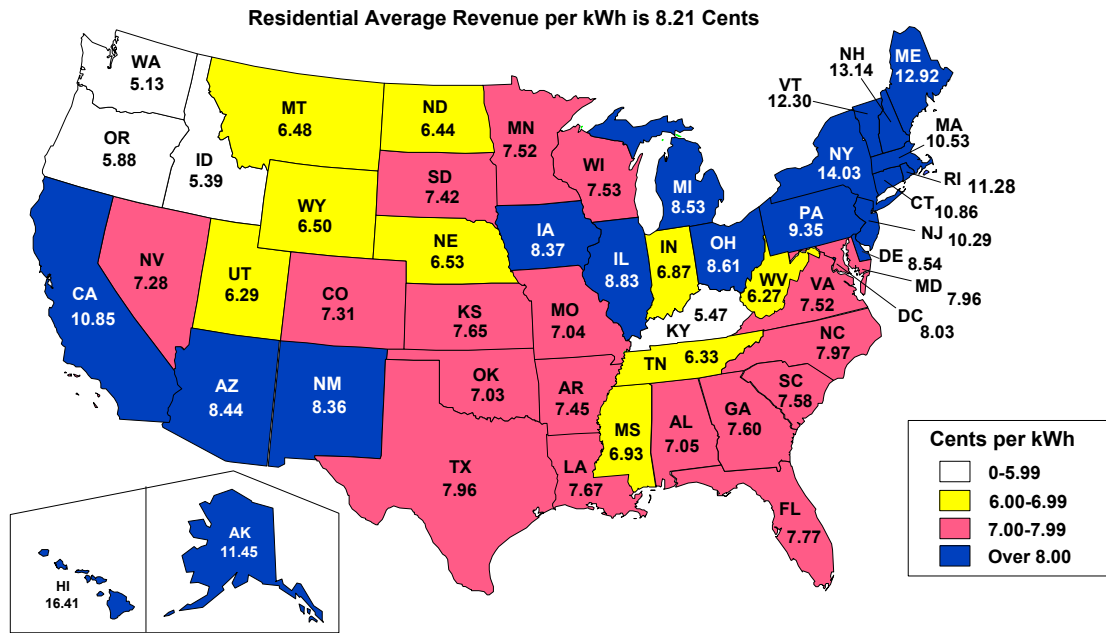 Residential Average Revenue per kWh is 8.21 Cents
WA
5.13
OR
5.88
ID
5.39
MT
6.48
ND
6.44
MN
7.52
SD
7.42
WI
7.53
WY
6.50
NE
6.53
IA
8.37
MI
8.53
NH
13.14
VT
12.30
ME
12.92
MA
10.53
NY
14.03
RI 11.28
CT 10.86
NJ 10.29
PA
9.35
DE 8.54
MD
7.96
DC
8.03
CA
10.85
NV
7.28
UT
6.29
CO
7.31
KS
7.65
MO
7.04
IL
8.83
IN
6.87
OH
8.61
WV
6.27
VA
7.52
KY 5.47
NC
7.97
TN 6.33
AZ
8.44
NM
8.36
OK
7.03
AR
7.45
SC
7.58
MS
6.93
AL
7.05
GA
7.60
TX
7.96
LA
7.67
FL
7.77
AK
11.45
HI
16.41
Cents per kWh
0-5.99
6.00-6.99
7.00-7.99
Over 8.00